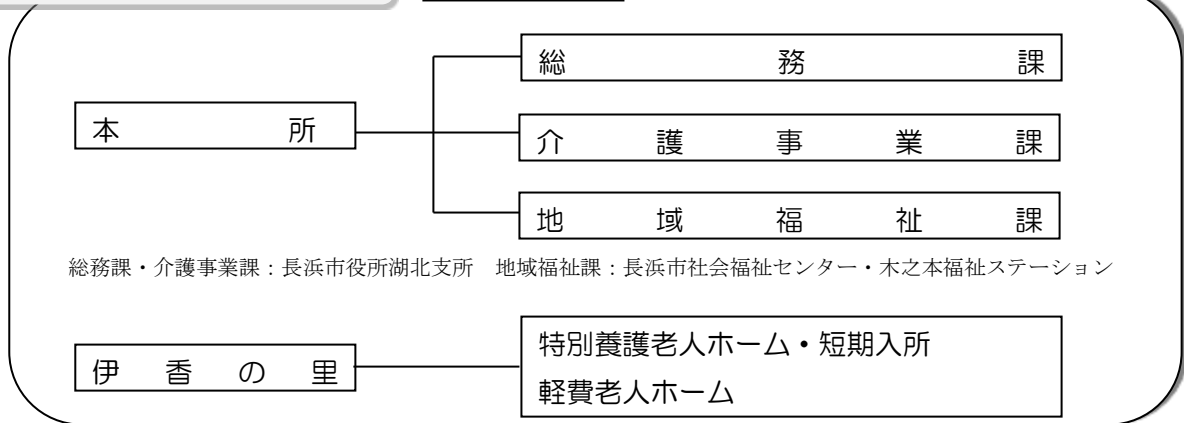 総務課
本所
介護事業課
地域福祉課
総務課・介護事業課：長浜市役所湖北支所　地域福祉課：長浜市社会福祉センター・木之本福祉ステーション
特別養護老人ホーム・短期入所
伊香の里
軽費老人ホーム